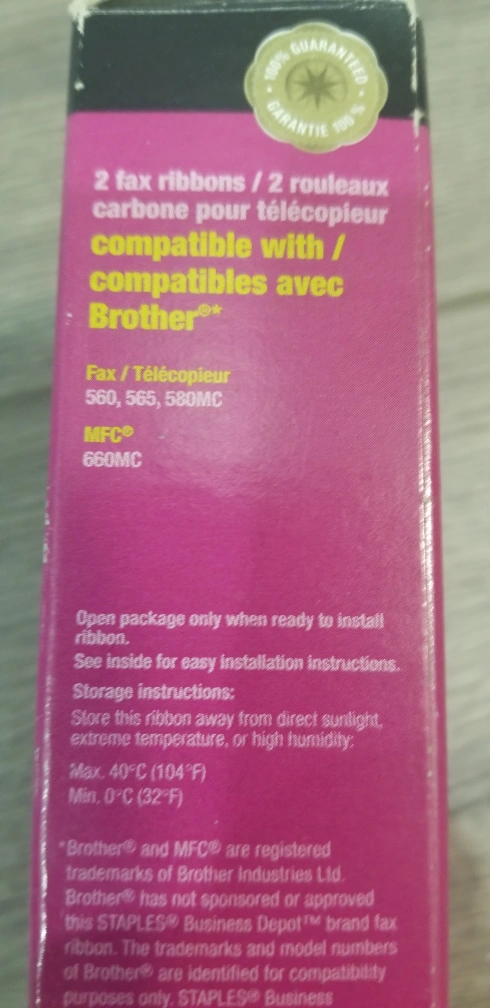 100% GUARANTEED
GARANTIE 100 %
2 fax ribbons / 2 rouleaux
carbone pour télécopieur
compatible with /
compatibles avec
Brother®*
Fax / Télécopieur
560, 565, 580MC
MFC®
660MC
Open package only when ready to install
ribbon.
See inside for easy installation instructions.
Storage instructions:
Store this ribbon away from direct sunlight,
extreme temperature, or high humidity:
Max. 40°C (104°F)
Min. 0°C (32°F)
*Brother® and MFC® are registered
trademarks of Brother Industries Ltd.
Brother® has not sponsored or approved
this STAPLES® Business Depot™ brand fax
ribbon. The trademarks and model numbers
of Brother® are identified for compatibility
purposes only. STAPLES® Business